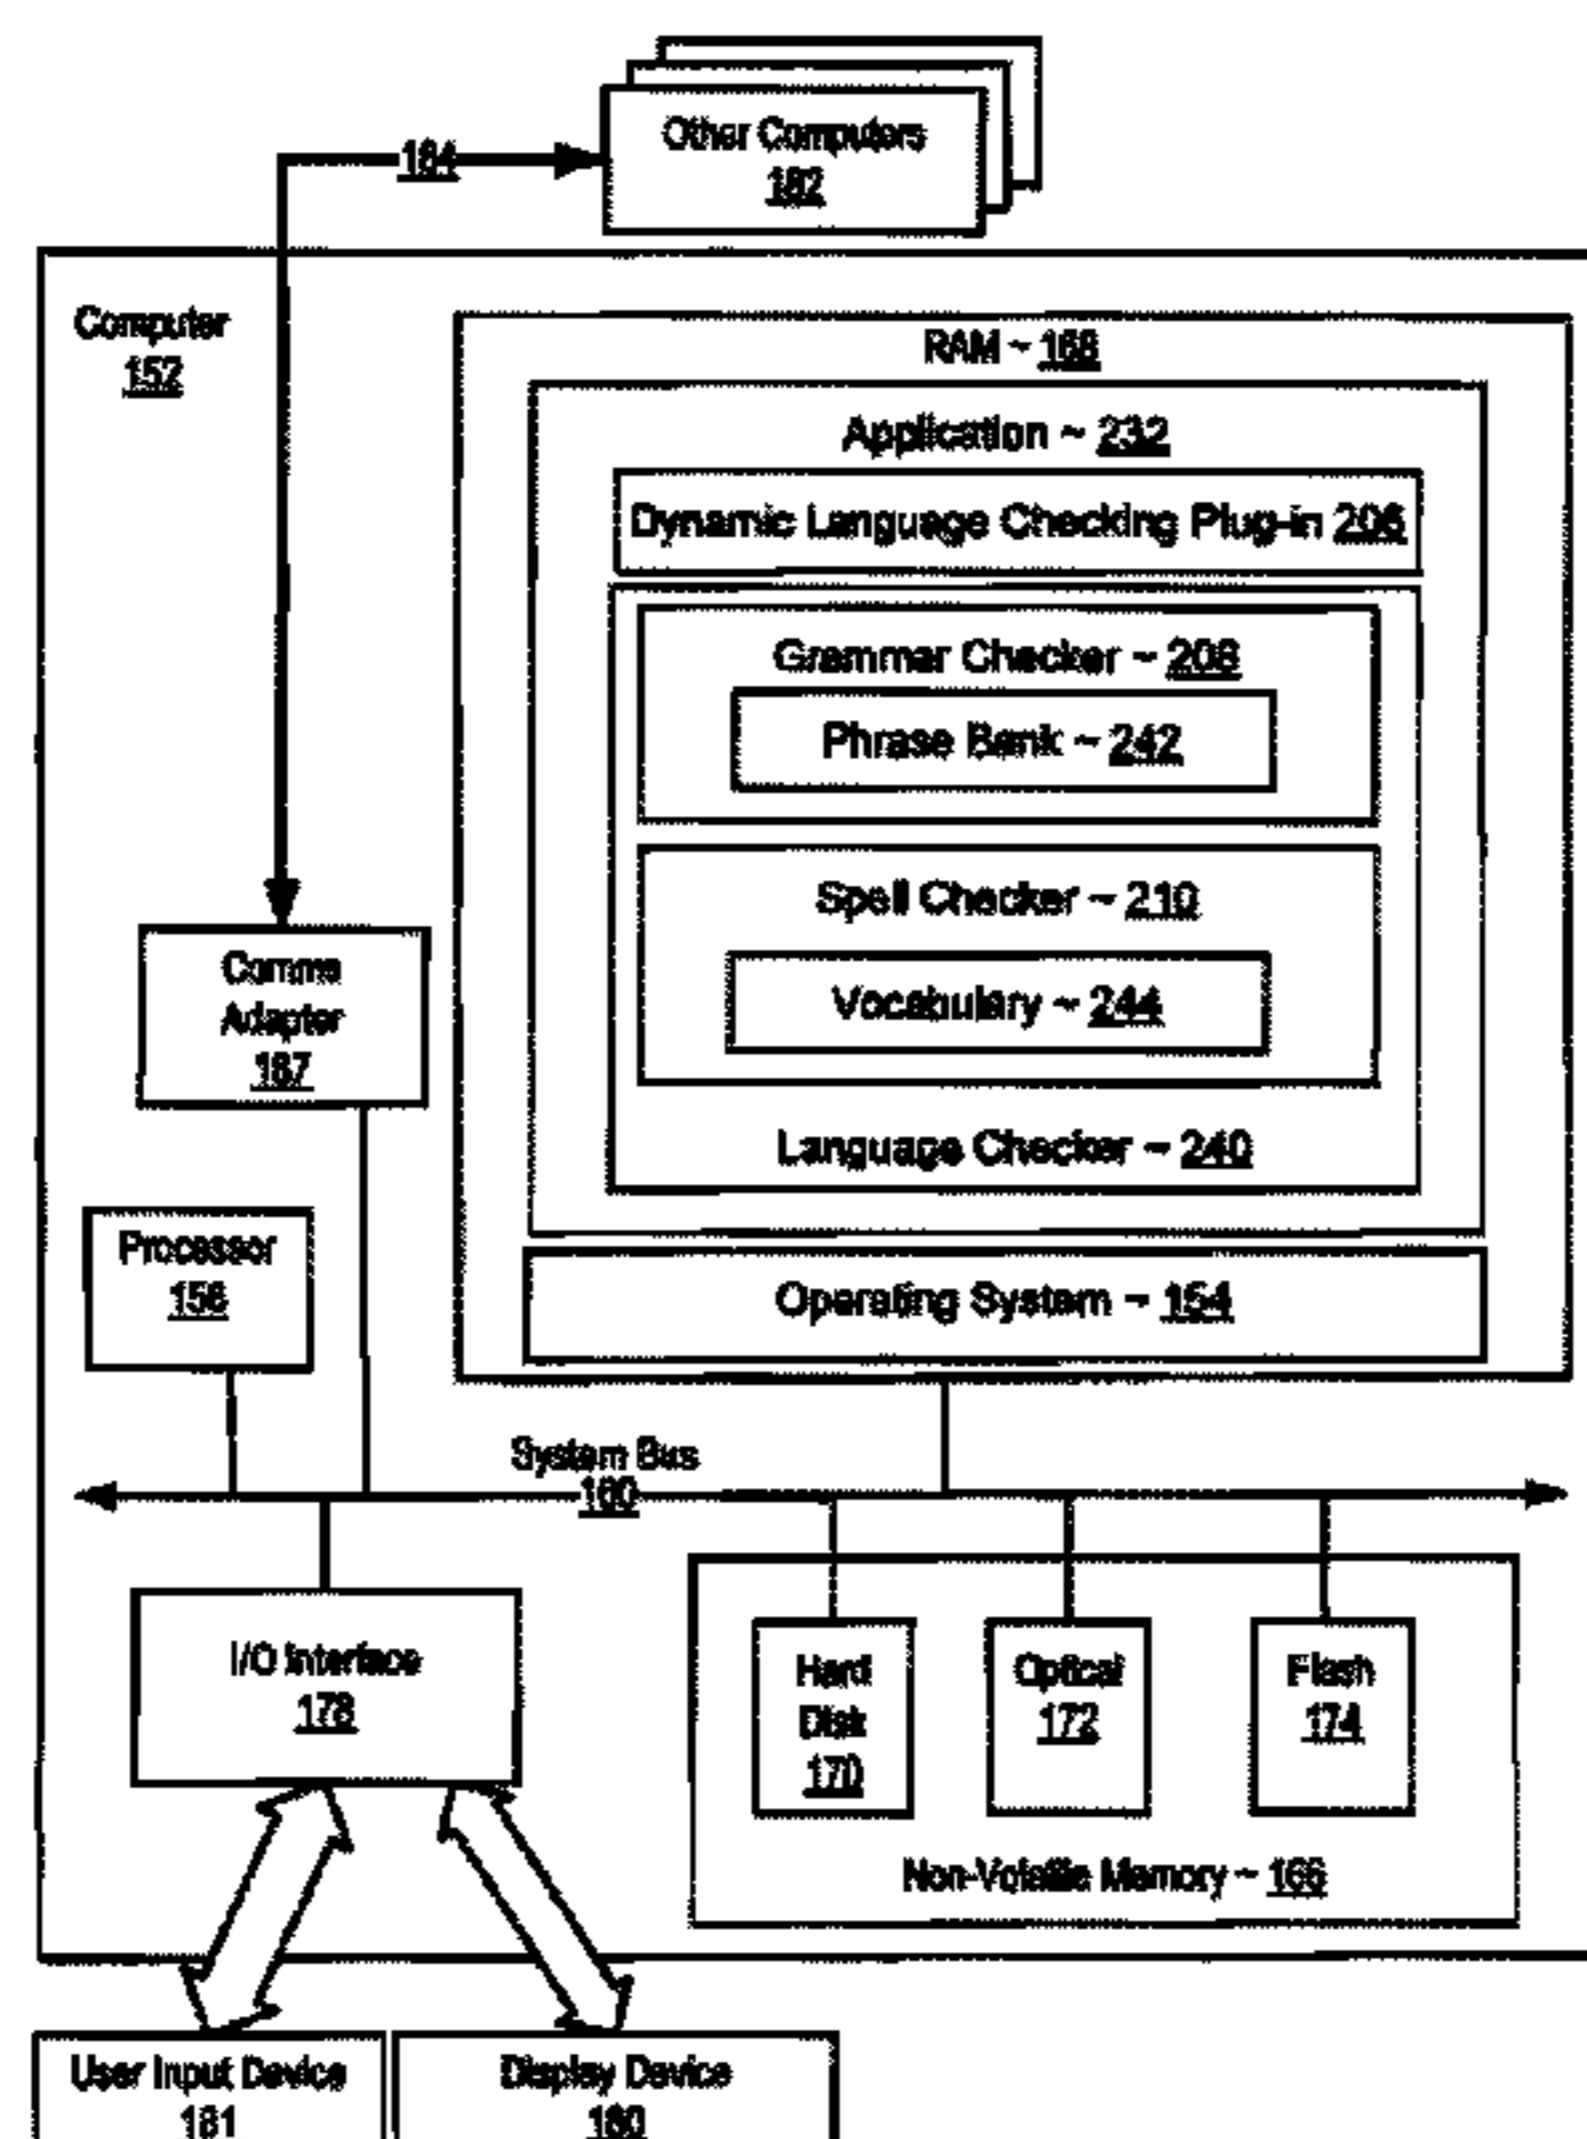 Other Computers
182
184
Computer
152
RAM ~ 168
Application ~ 232
Dynamic Language Checking Plug-in 206
Grammar Checker ~ 208
Phrase Bank ~ 242
Spell Checker ~ 210
Vocabulary ~ 244
Language Checker ~ 240
Operating System ~ 154
Comms
Adapter
167
Processor
156
System Bus
160
I/O Interface
178
Hard
Disk
170
Optical
172
Flash
174
Non-Volatile Memory ~ 166
User Input Device
181
Display Device
180